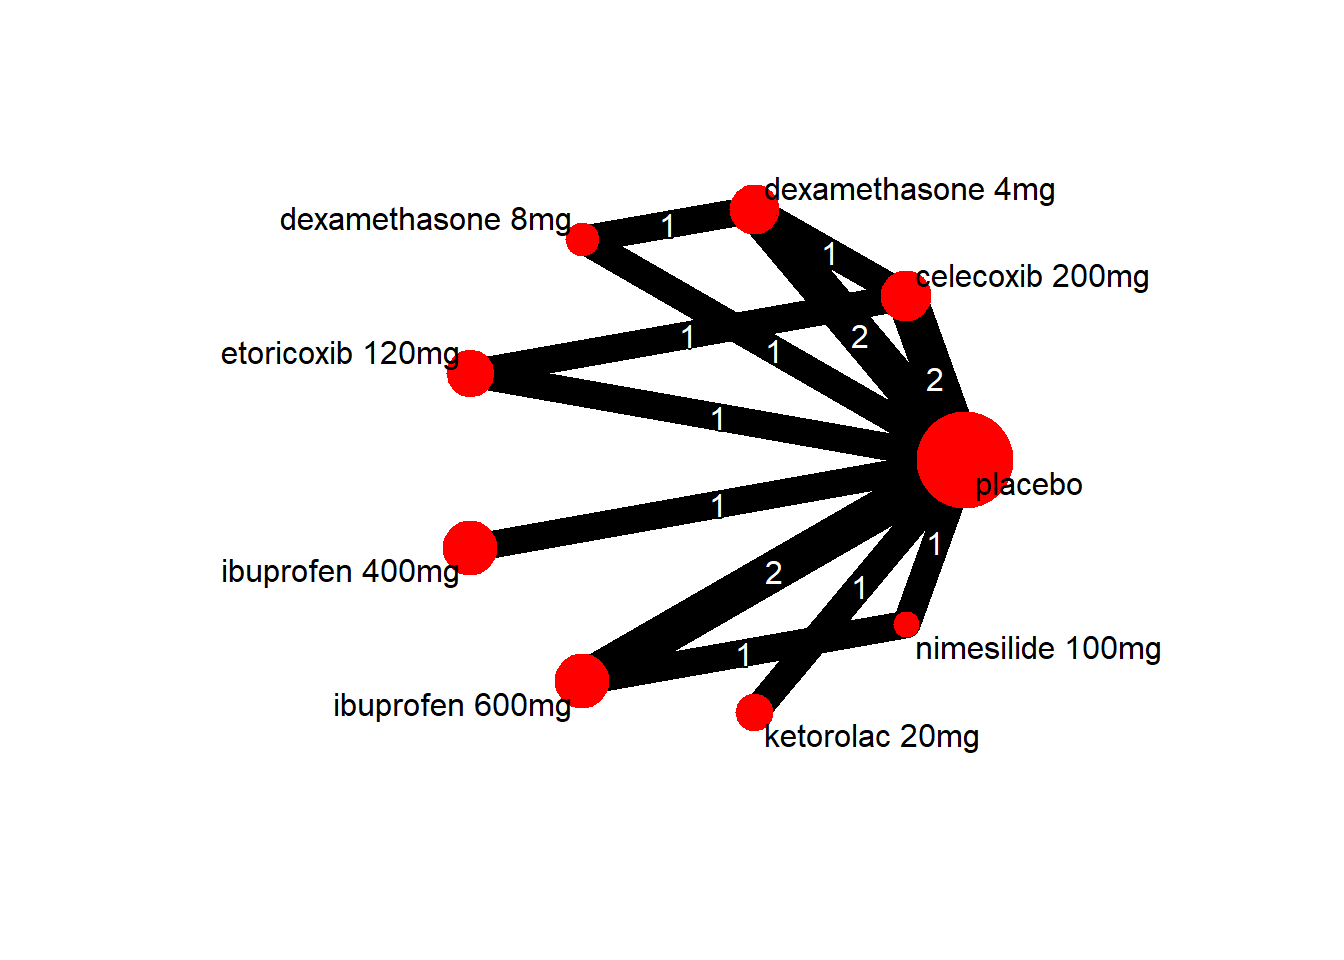 dexamethasone 4mg
dexamethasone 8mg
1
1
celecoxib 200mg
1
1
2
etoricoxib 120mg
1
2
1
placebo
1
1
ibuprofen 400mg
2
1
nimesilide 100mg
1
ibuprofen 600mg
ketorolac 20mg